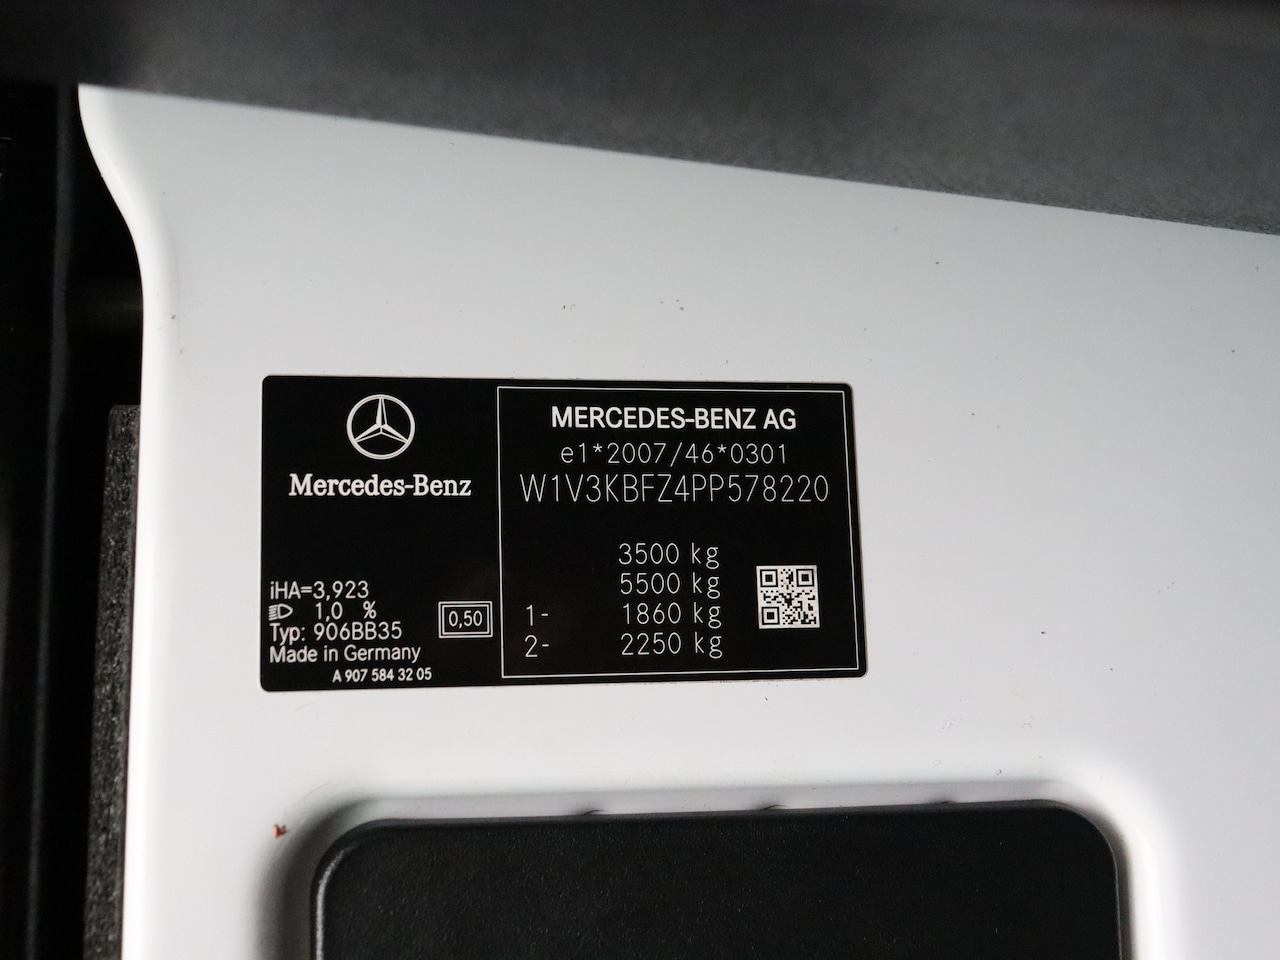 Mercedes-Benz
iHA=3,923
1,0 %
Typ: 906BB35
Made in Germany
A 907 584 32 05
0,50
MERCEDES-BENZ AG
e1*2007/46*0301
W1V3KBFZ4PP578220
3500 kg
5500 kg
1- 1860 kg
2- 2250 kg